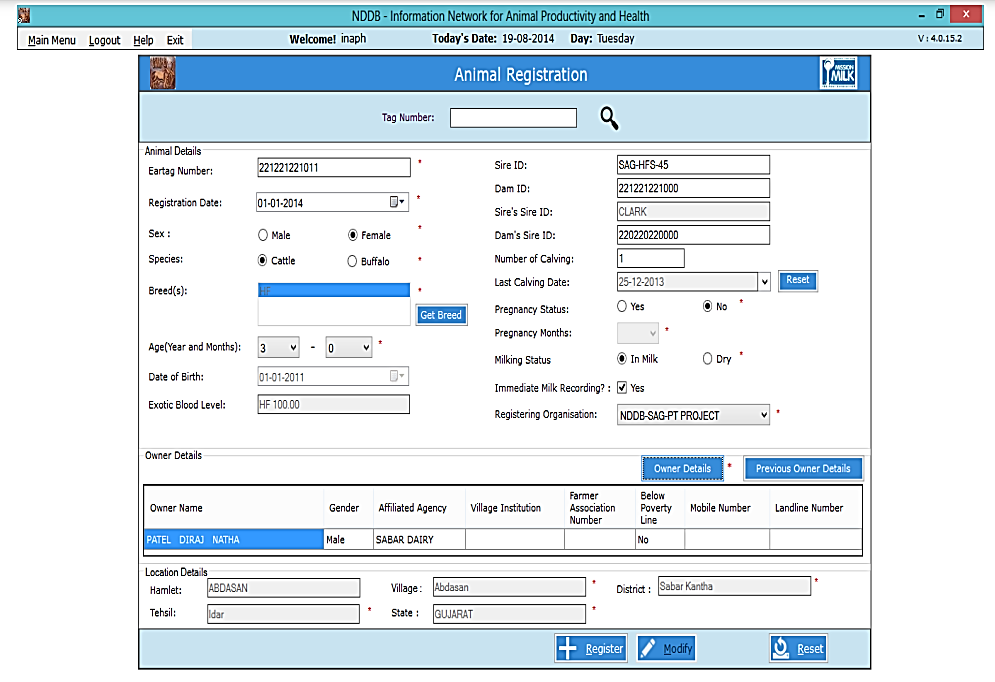 NDDB - Information Network for Animal Productivity and Health
Main Menu Logout Help Exit Welcome! inaph Today's Date: 19-08-2014 Day: Tuesday V : 4.0.15.2
Animal Registration
MISSION MILK
Tag Number:
Animal Details
Eartag Number: 221221221011 *
Registration Date: 01-01-2014 *
Sex : Male Female *
Species: Cattle Buffalo *
Breed(s): HF *
Get Breed
Age(Year and Months): 3 - 0 *
Date of Birth: 01-01-2011
Exotic Blood Level: HF 100.00
Sire ID: SAG-HFS-45
Dam ID: 221221221000
Sire's Sire ID: CLARK
Dam's Sire ID: 220220220000
Number of Calving: 1
Last Calving Date: 25-12-2013 Reset
Pregnancy Status: Yes No *
Pregnancy Months: *
Milking Status In Milk Dry *
Immediate Milk Recording? : Yes
Registering Organisation: NDDB-SAG-PT PROJECT *
Owner Details
Owner Details * Previous Owner Details
Owner Name Gender Affiliated Agency Village Institution Farmer Association Number Below Poverty Line Mobile Number Landline Number
PATEL DIRAJ NATHA Male SABAR DAIRY No
Location Details
Hamlet: ABDASAN Village : Abdasan * District : Sabar Kantha *
Tehsil: Idar * State : GUJARAT *
Register Modify Reset